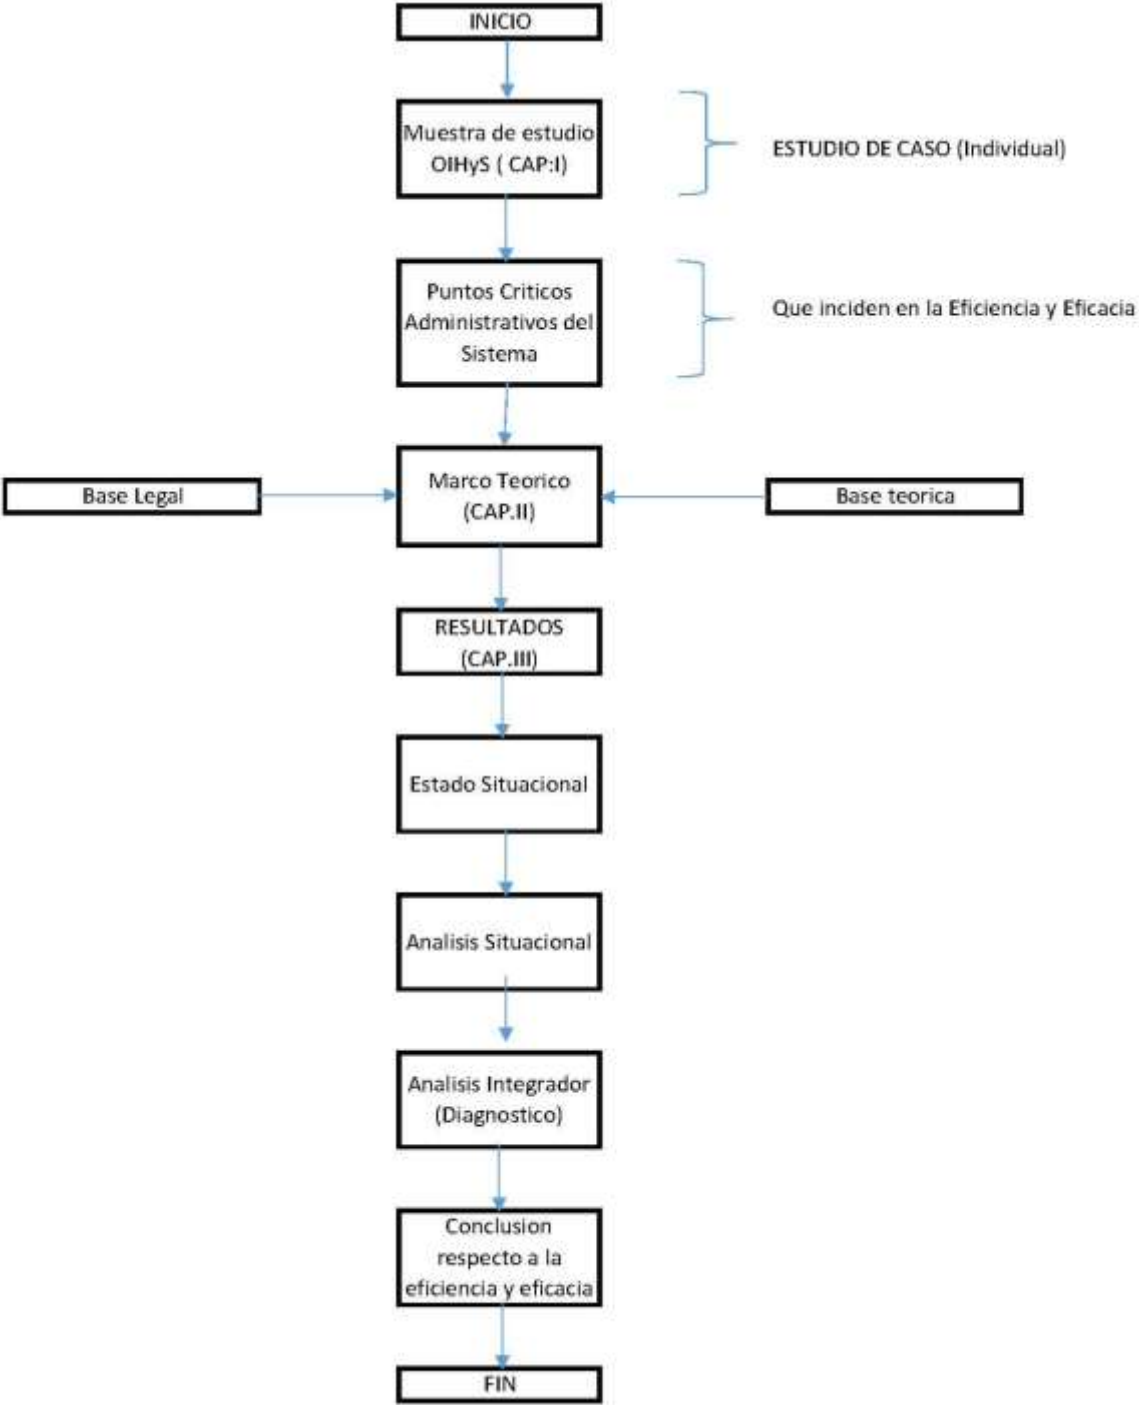 INICIO
Muestra de estudio
OIHyS ( CAP:I)
ESTUDIO DE CASO (Individual)
Puntos Criticos
Administrativos del
Sistema
Que inciden en la Eficiencia y Eficacia
Base Legal
Marco Teorico
(CAP.II)
Base teorica
RESULTADOS
(CAP.III)
Estado Situacional
Analisis Situacional
Analisis Integrador
(Diagnostico)
Conclusion
respecto a la
eficiencia y eficacia
FIN